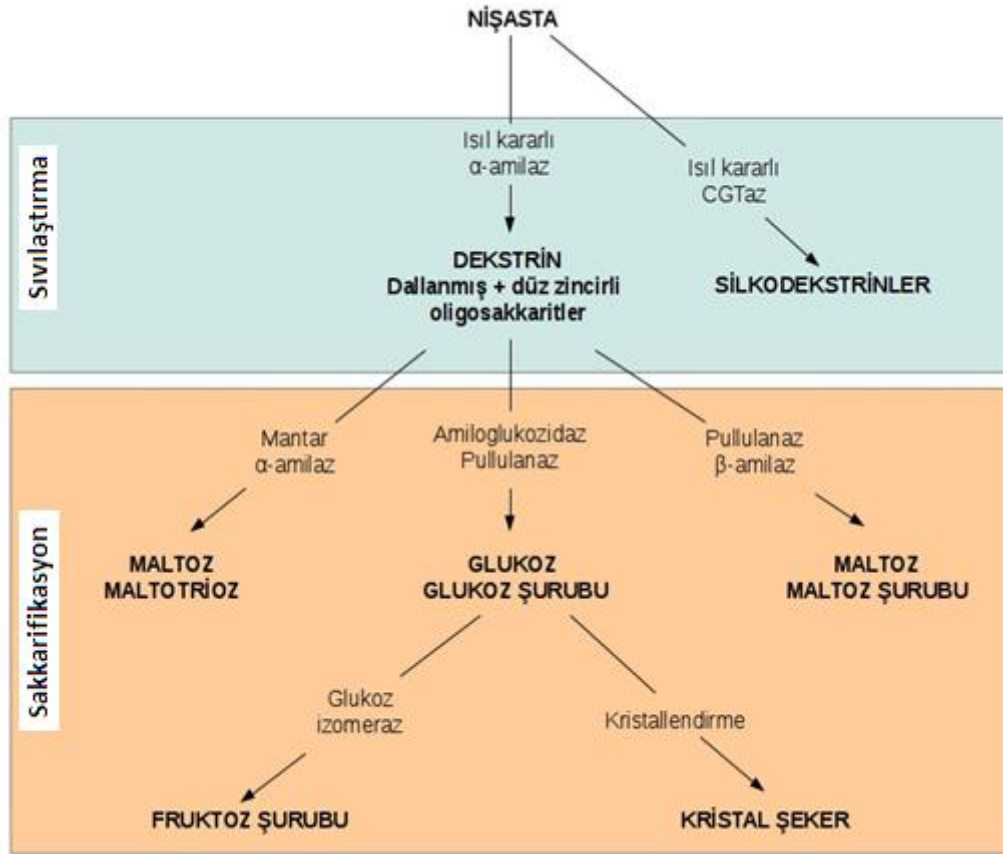 NİŞASTA
Sıvılaştırma
Isıl kararlı
α-amilaz
Isıl kararlı
CGTaz
DEKSTRİN
Dallanmış + düz zincirli
oligosakkaritler
SİLKODEKSTRİNLER
Sakkarifikasyon
Mantar
α-amilaz
Amiloglukozidaz
Pullulanaz
Pullulanaz
β-amilaz
MALTOZ
MALTOTRİOZ
GLUKOZ
GLUKOZ ŞURUBU
MALTOZ
MALTOZ ŞURUBU
Glukoz
izomeraz
Kristallendirme
FRUKTOZ ŞURUBU
KRİSTAL ŞEKER